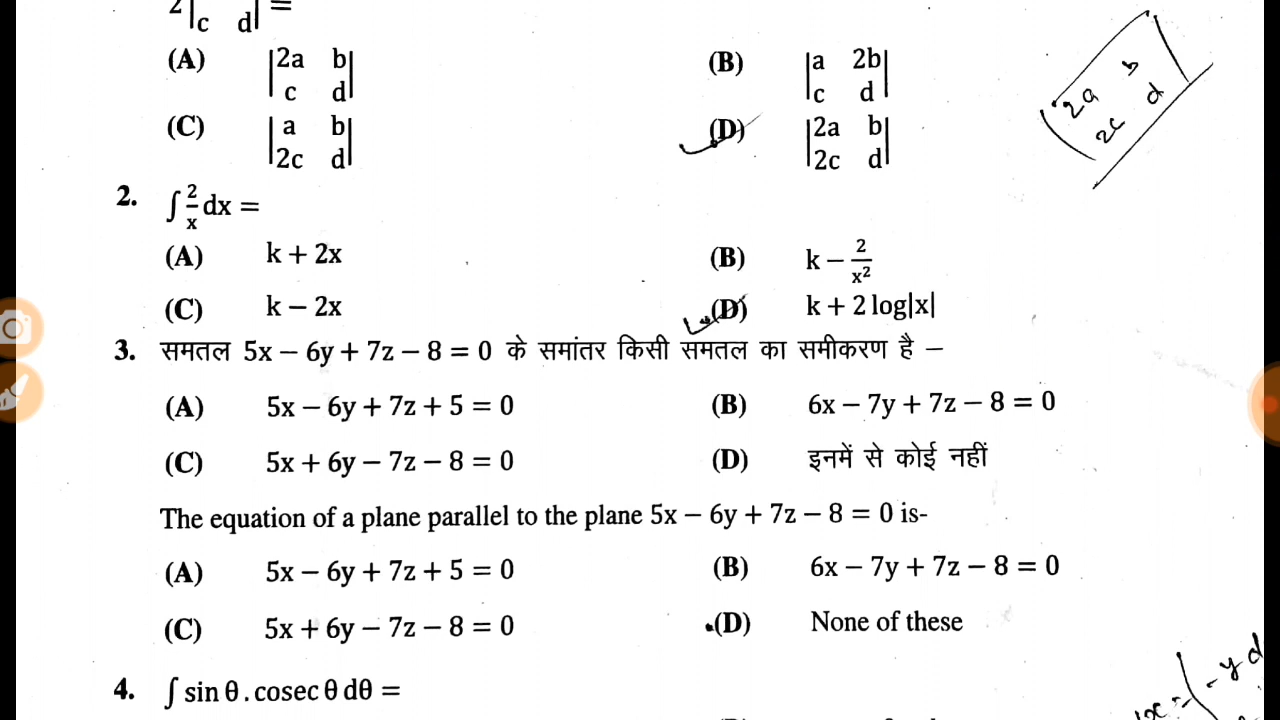 2|c d| =
(A) |2a b| (B) |a 2b|
|c d| |c d|
(C) |a b| (D) |2a b|
|2c d| |2c d|
2a b
2c d
2. ∫ 2/x dx =
(A) k + 2x (B) k − 2/x²
(C) k − 2x (D) k + 2 log|x|
3. समतल 5x − 6y + 7z − 8 = 0 के समांतर किसी समतल का समीकरण है −
(A) 5x − 6y + 7z + 5 = 0 (B) 6x − 7y + 7z − 8 = 0
(C) 5x + 6y − 7z − 8 = 0 (D) इनमें से कोई नहीं
The equation of a plane parallel to the plane 5x − 6y + 7z − 8 = 0 is-
(A) 5x − 6y + 7z + 5 = 0 (B) 6x − 7y + 7z − 8 = 0
(C) 5x + 6y − 7z − 8 = 0 (D) None of these
4. ∫ sin θ . cosec θ dθ =